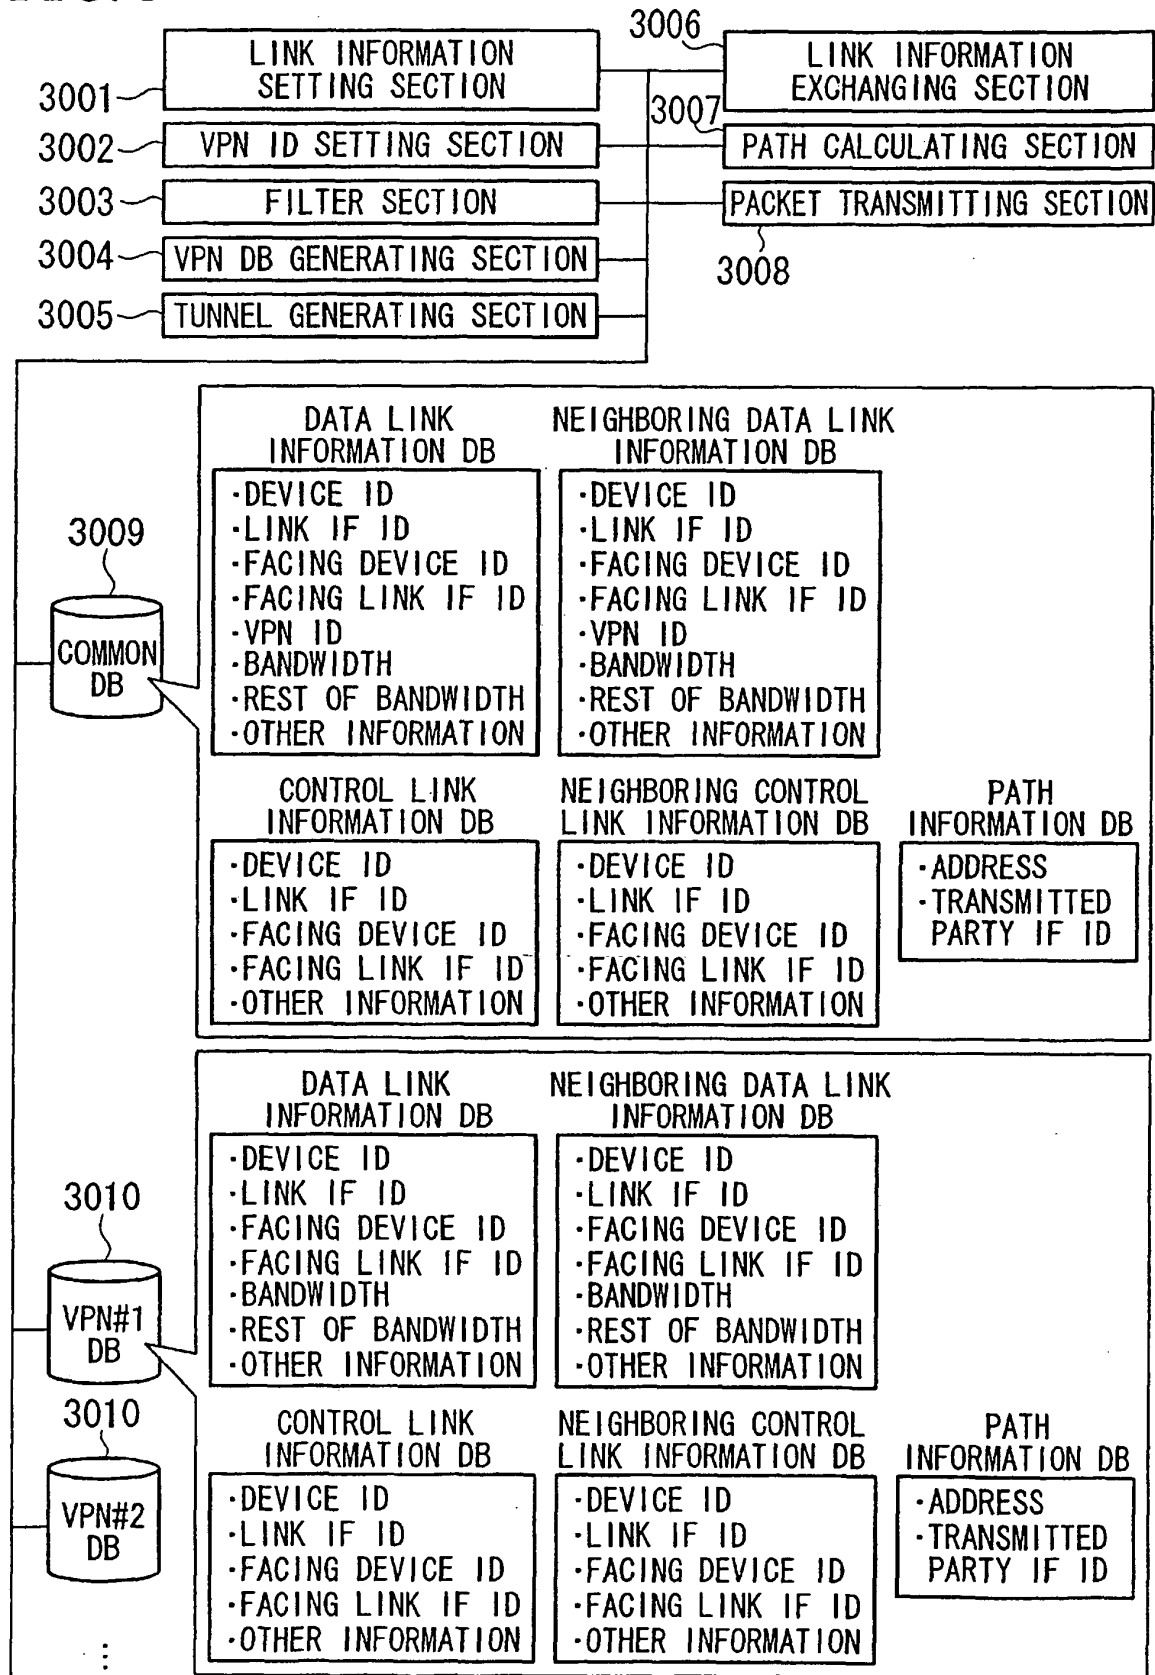 3006
LINK INFORMATION
SETTING SECTION
LINK INFORMATION
EXCHANGING SECTION
3001
3007
3002
VPN ID SETTING SECTION
PATH CALCULATING SECTION
3003
FILTER SECTION
PACKET TRANSMITTING SECTION
3004
VPN DB GENERATING SECTION
3008
3005
TUNNEL GENERATING SECTION
3009
COMMON
DB
DATA LINK
INFORMATION DB
·DEVICE ID
·LINK IF ID
·FACING DEVICE ID
·FACING LINK IF ID
·VPN ID
·BANDWIDTH
·REST OF BANDWIDTH
·OTHER INFORMATION
NEIGHBORING DATA LINK
INFORMATION DB
·DEVICE ID
·LINK IF ID
·FACING DEVICE ID
·FACING LINK IF ID
·VPN ID
·BANDWIDTH
·REST OF BANDWIDTH
·OTHER INFORMATION
CONTROL LINK
INFORMATION DB
·DEVICE ID
·LINK IF ID
·FACING DEVICE ID
·FACING LINK IF ID
·OTHER INFORMATION
NEIGHBORING CONTROL
LINK INFORMATION DB
·DEVICE ID
·LINK IF ID
·FACING DEVICE ID
·FACING LINK IF ID
·OTHER INFORMATION
PATH
INFORMATION DB
·ADDRESS
·TRANSMITTED
PARTY IF ID
3010
VPN#1
DB
3010
VPN#2
DB
⋮
DATA LINK
INFORMATION DB
·DEVICE ID
·LINK IF ID
·FACING DEVICE ID
·FACING LINK IF ID
·BANDWIDTH
·REST OF BANDWIDTH
·OTHER INFORMATION
NEIGHBORING DATA LINK
INFORMATION DB
·DEVICE ID
·LINK IF ID
·FACING DEVICE ID
·FACING LINK IF ID
·BANDWIDTH
·REST OF BANDWIDTH
·OTHER INFORMATION
CONTROL LINK
INFORMATION DB
·DEVICE ID
·LINK IF ID
·FACING DEVICE ID
·FACING LINK IF ID
·OTHER INFORMATION
NEIGHBORING CONTROL
LINK INFORMATION DB
·DEVICE ID
·LINK IF ID
·FACING DEVICE ID
·FACING LINK IF ID
·OTHER INFORMATION
PATH
INFORMATION DB
·ADDRESS
·TRANSMITTED
PARTY IF ID